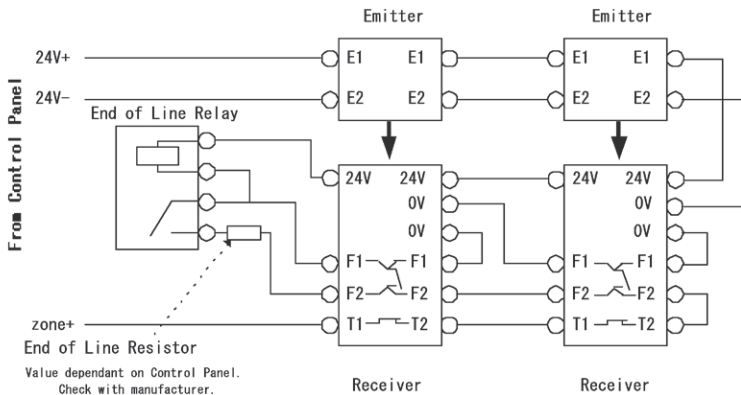 Emitter
Emitter
From Control Panel
24V+
E1
E1
E1
E1
24V-
E2
E2
E2
E2
End of Line Relay
24V
24V
24V
24V
0V
0V
0V
0V
F1
F1
F1
F1
F2
F2
F2
F2
zone+
T1
T2
T1
T2
End of Line Resistor
Value dependant on Control Panel.
Check with manufacturer.
Receiver
Receiver